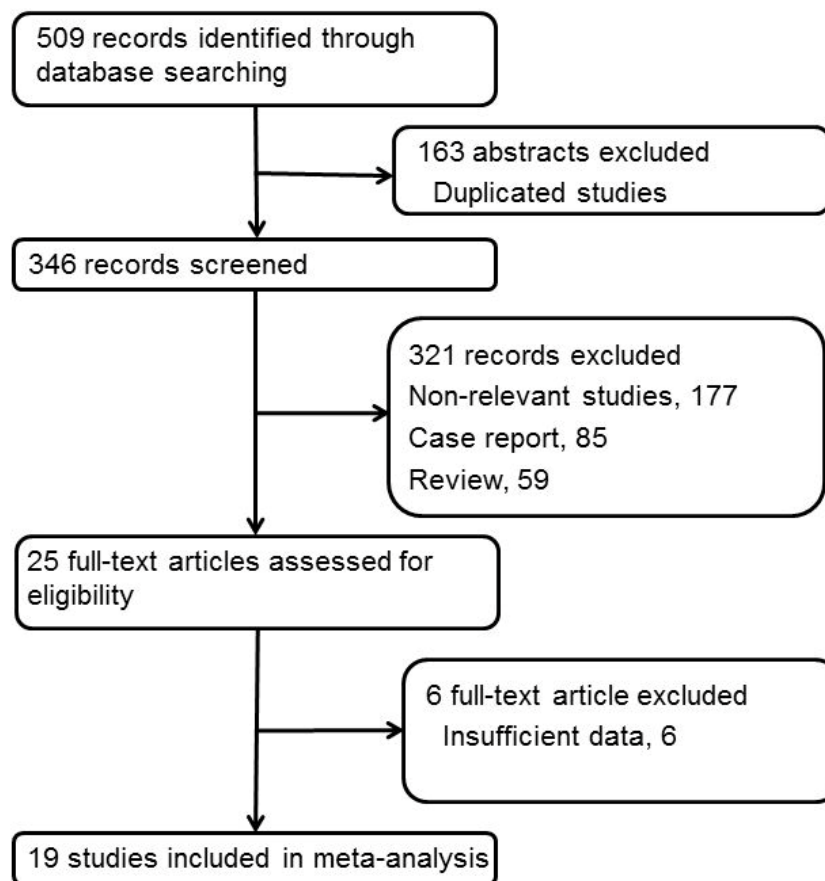 509 records identified through
database searching
163 abstracts excluded
Duplicated studies
346 records screened
321 records excluded
Non-relevant studies, 177
Case report, 85
Review, 59
25 full-text articles assessed for
eligibility
6 full-text article excluded
Insufficient data, 6
19 studies included in meta-analysis